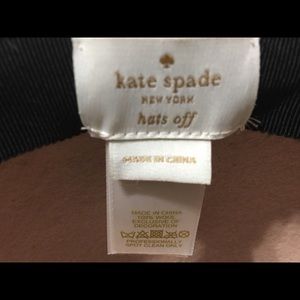 kate spade
NEW YORK
hats off
MADE IN CHINA
MADE IN CHINA
100% WOOL
EXCLUSIVE OF
DECORATION
PROFESSIONALLY
SPOT CLEAN ONLY